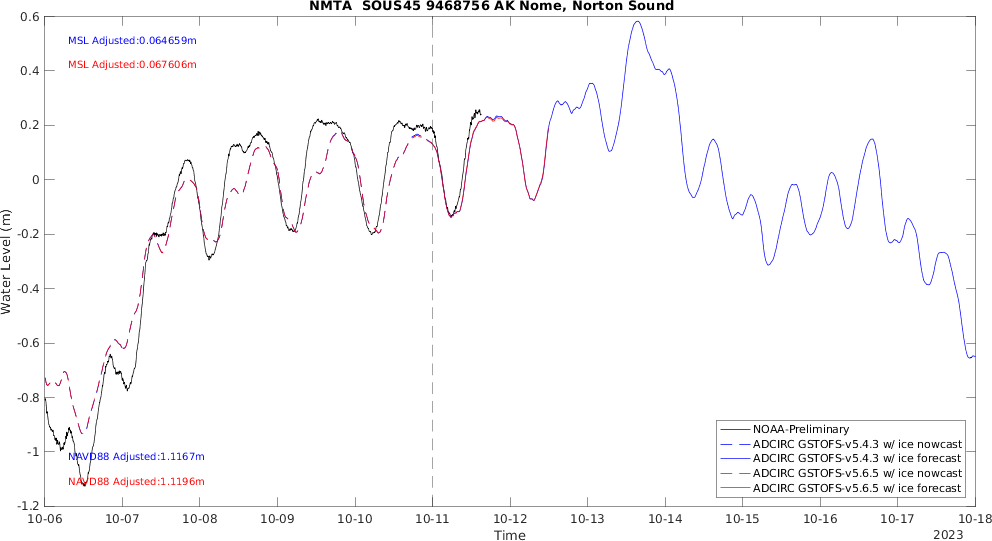 NMTA SOUS45 9468756 AK Nome, Norton Sound
0.6
MSL Adjusted:0.064659m
MSL Adjusted:0.067606m
0.4
0.2
0
-0.2
-0.4
-0.6
-0.8
-1
-1.2
Water Level (m)
NAVD88 Adjusted:1.1167m
NAVD88 Adjusted:1.1196m
NOAA-Preliminary
ADCIRC GSTOFS-v5.4.3 w/ ice nowcast
ADCIRC GSTOFS-v5.4.3 w/ ice forecast
ADCIRC GSTOFS-v5.6.5 w/ ice nowcast
ADCIRC GSTOFS-v5.6.5 w/ ice forecast
10-06 10-07 10-08 10-09 10-10 10-11 10-12 10-13 10-14 10-15 10-16 10-17 10-18
Time
2023